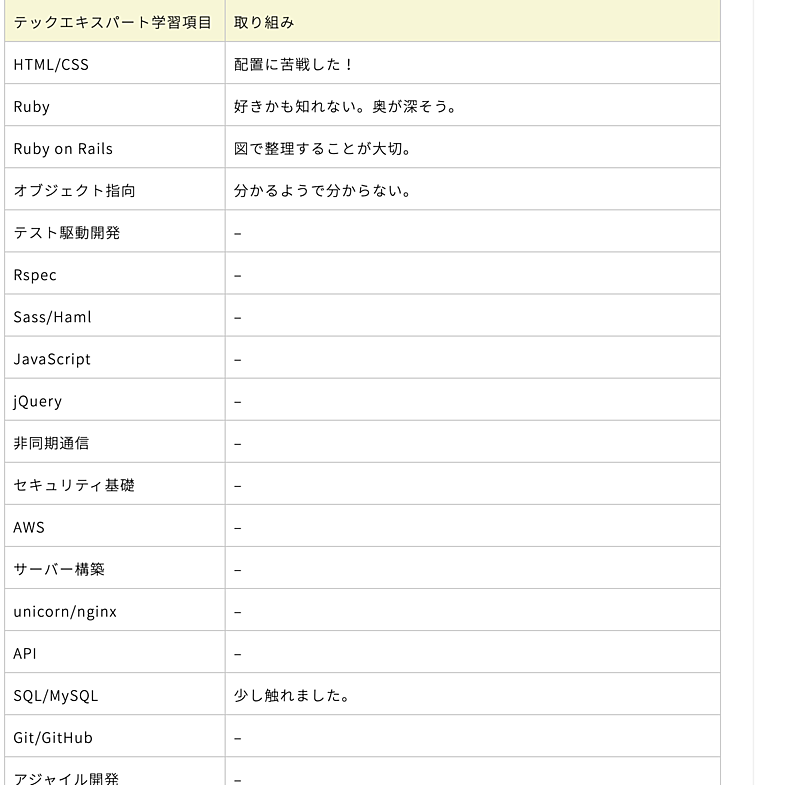 テックエキスパート学習項目 取り組み
HTML/CSS 配置に苦戦した！
Ruby 好きかも知れない。奥が深そう。
Ruby on Rails 図で整理することが大切。
オブジェクト指向 分かるようで分からない。
テスト駆動開発 –
Rspec –
Sass/Haml –
JavaScript –
jQuery –
非同期通信 –
セキュリティ基礎 –
AWS –
サーバー構築 –
unicorn/nginx –
API –
SQL/MySQL 少し触れました。
Git/GitHub –
アジャイル開発 –